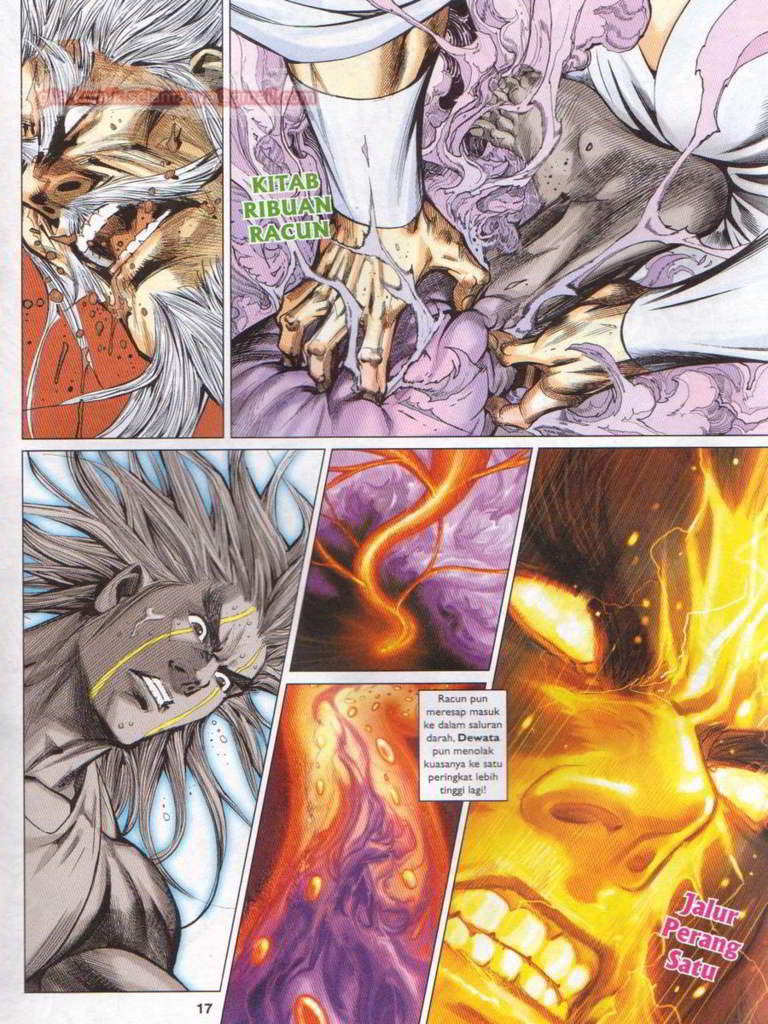 KITAB
RIBUAN
RACUN
Racun pun
meresap masuk
ke dalam saluran
darah, Dewata
pun menolak
kuasanya ke satu
peringkat lebih
tinggi lagi!
Jalur
Perang
Satu
17